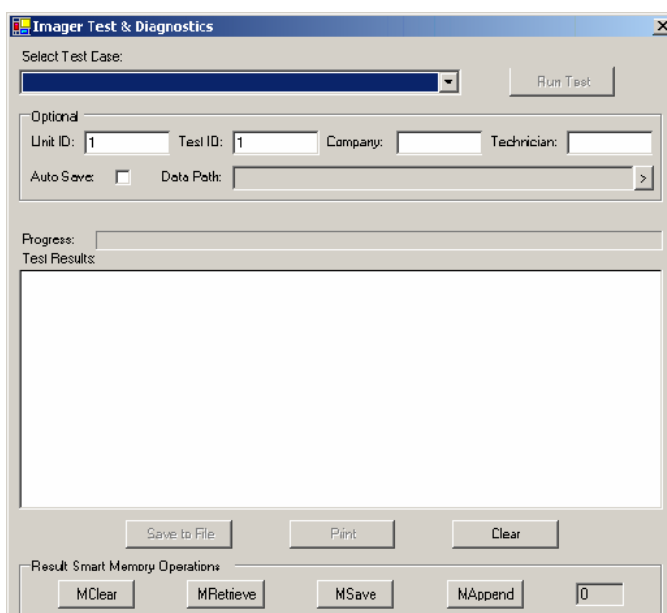 Imager Test & Diagnostics
Select Test Case:
Run Test
Optional
Unit ID: 1 Test ID: 1 Company: Technician:
Auto Save: Data Path: >
Progress:
Test Results:
Save to File Print Clear
Result Smart Memory Operations
MClear MRetrieve MSave MAppend 0